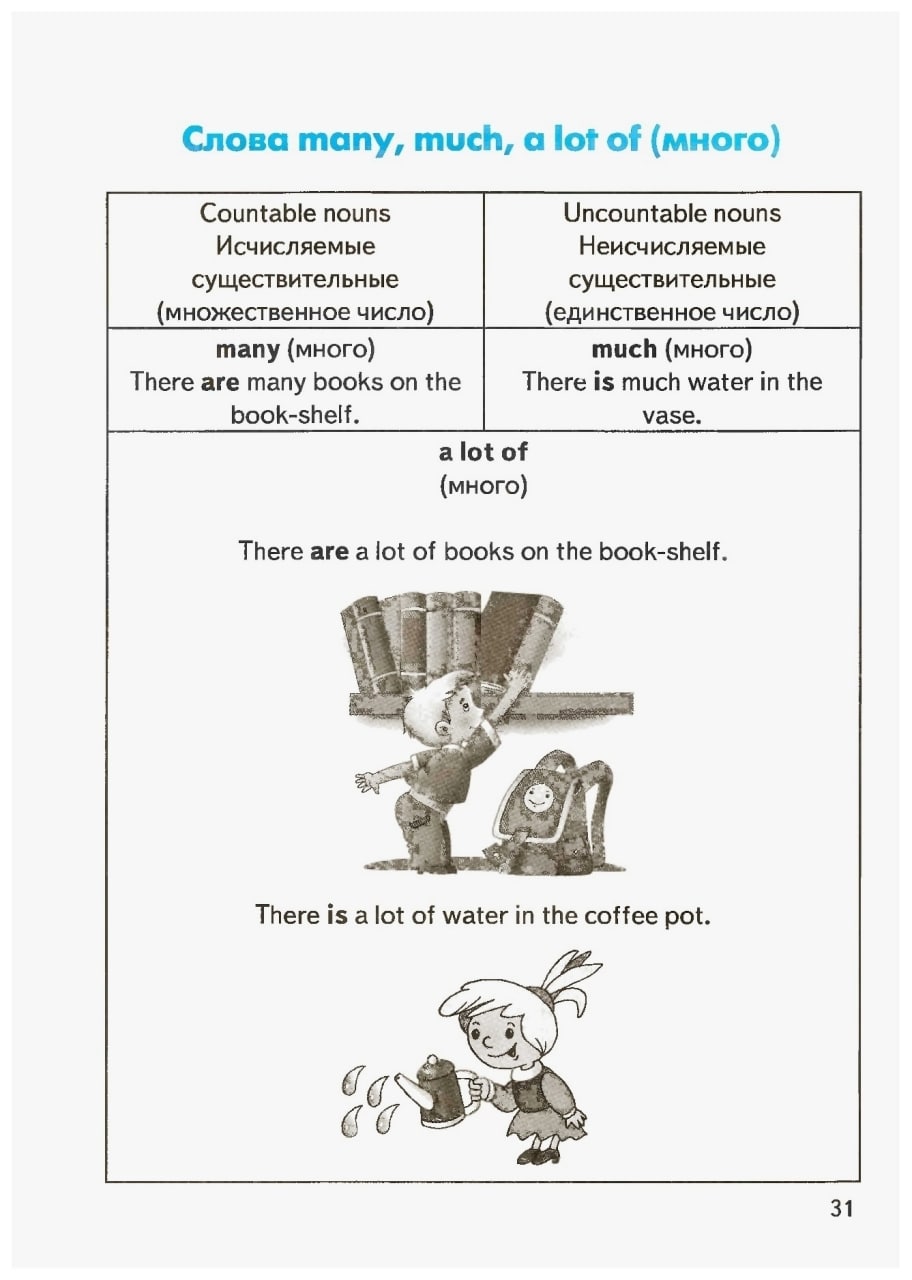 Слова many, much, a lot of (много)
Countable nouns
Исчисляемые
существительные
(множественное число)
Uncountable nouns
Неисчисляемые
существительные
(единственное число)
many (много)
There are many books on the
book-shelf.
much (много)
There is much water in the
vase.
a lot of
(много)
There are a lot of books on the book-shelf.
There is a lot of water in the coffee pot.
31